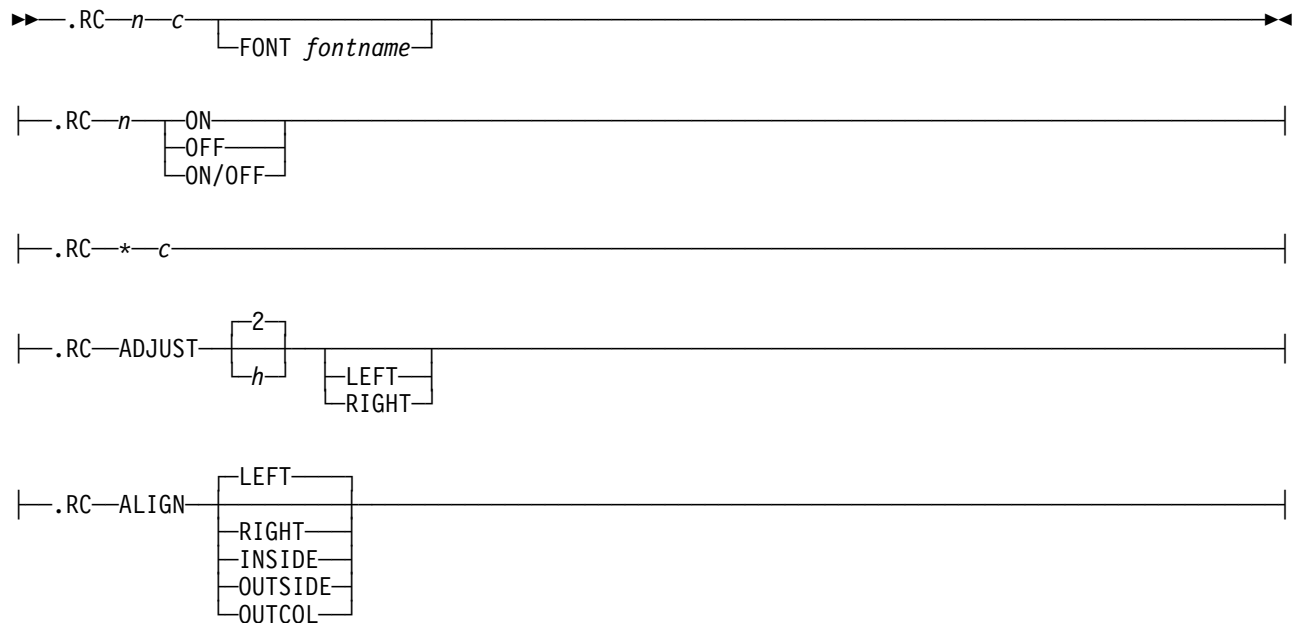 .RC n c
FONT fontname
.RC n ON
OFF
ON/OFF
.RC * c
2
.RC ADJUST
h LEFT
RIGHT
LEFT
.RC ALIGN
RIGHT
INSIDE
OUTSIDE
OUTCOL